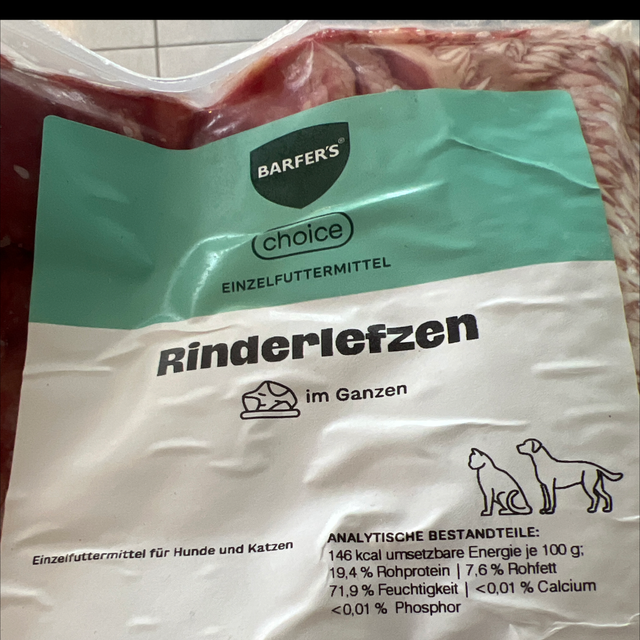 BARFER'S®
choice
EINZELFUTTERMITTEL
Rinderlefzen
im Ganzen
Einzelfuttermittel für Hunde und Katzen
ANALYTISCHE BESTANDTEILE:
146 kcal umsetzbare Energie je 100 g;
19,4 % Rohprotein | 7,6 % Rohfett
71,9 % Feuchtigkeit | <0,01 % Calcium
<0,01 % Phosphor